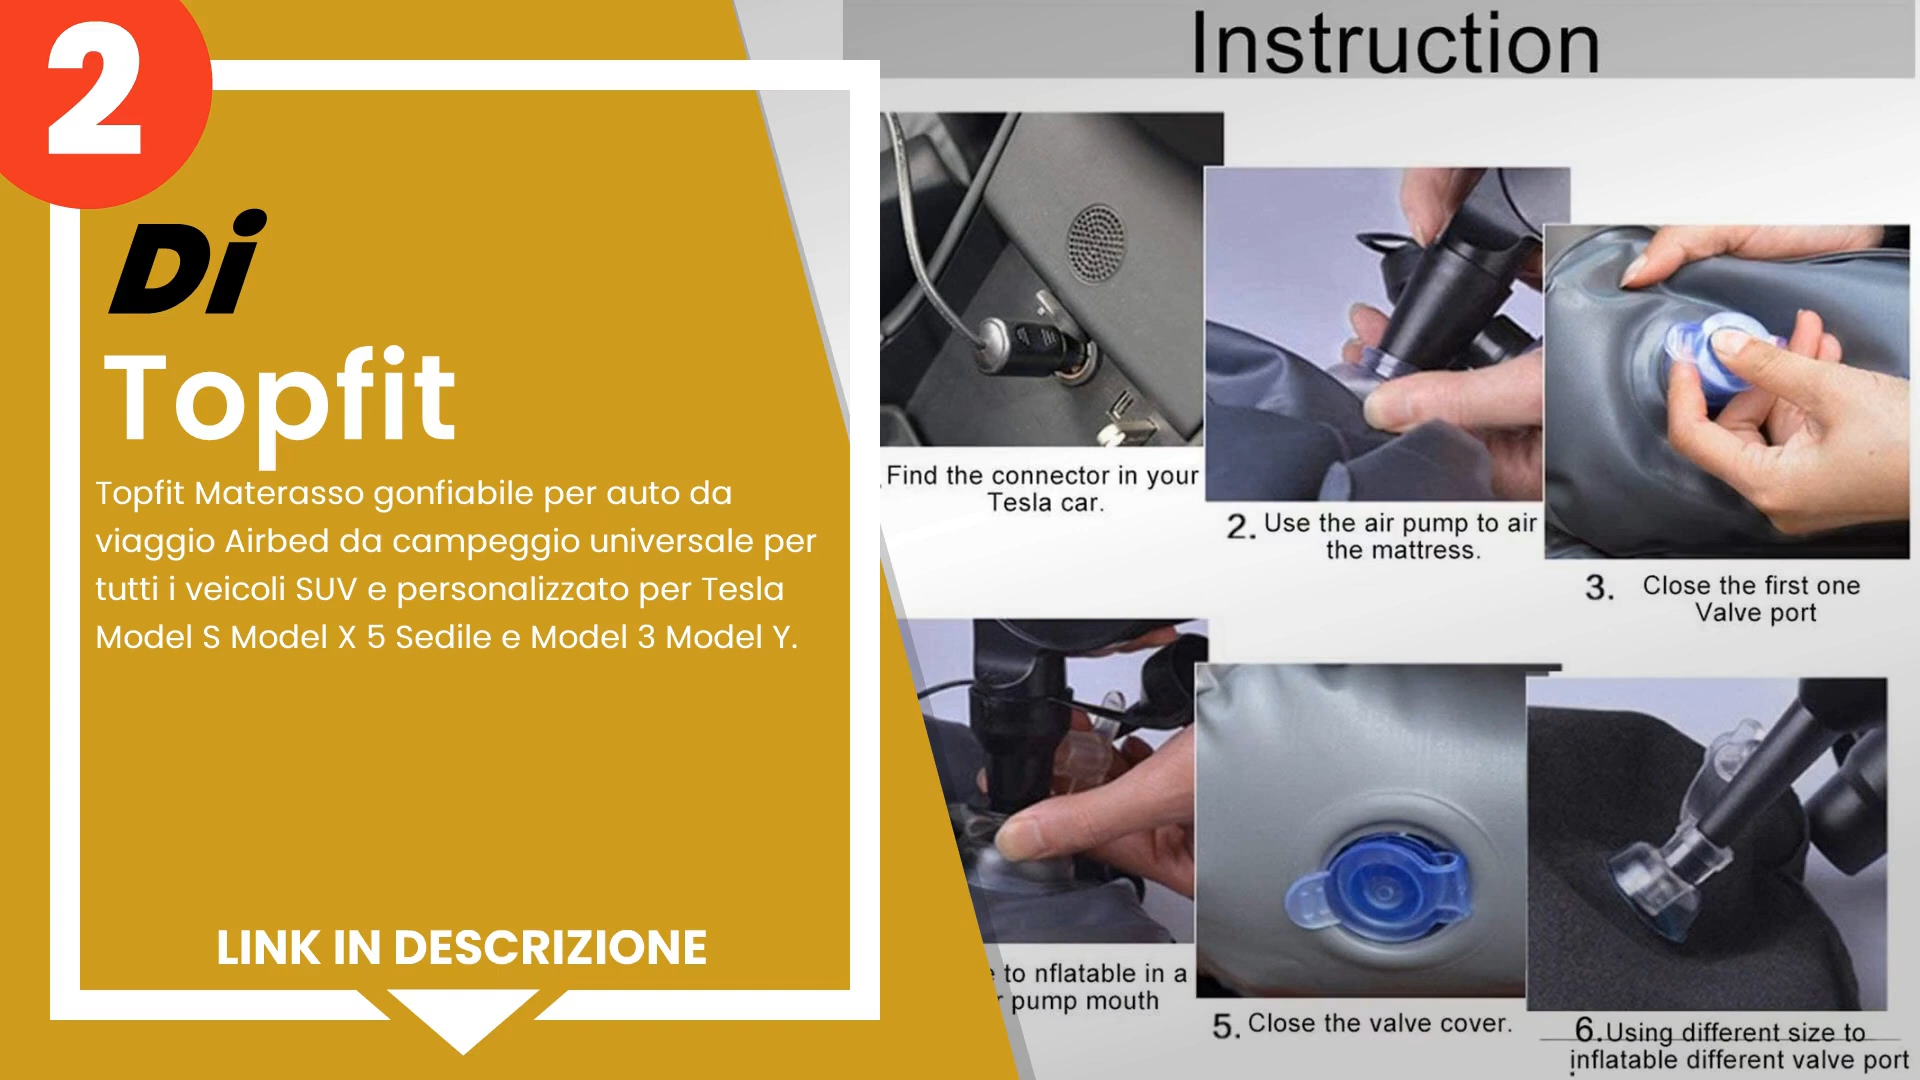 2
Di
Topfit
Topfit Materasso gonfiabile per auto da
viaggio Airbed da campeggio universale per
tutti i veicoli SUV e personalizzato per Tesla
Model S Model X 5 Sedile e Model 3 Model Y.
LINK IN DESCRIZIONE
Instruction
Find the connector in your
Tesla car.
2. Use the air pump to air
the mattress.
3. Close the first one
Valve port
to nflatable in a
pump mouth
5. Close the valve cover.
6. Using different size to
inflatable different valve port